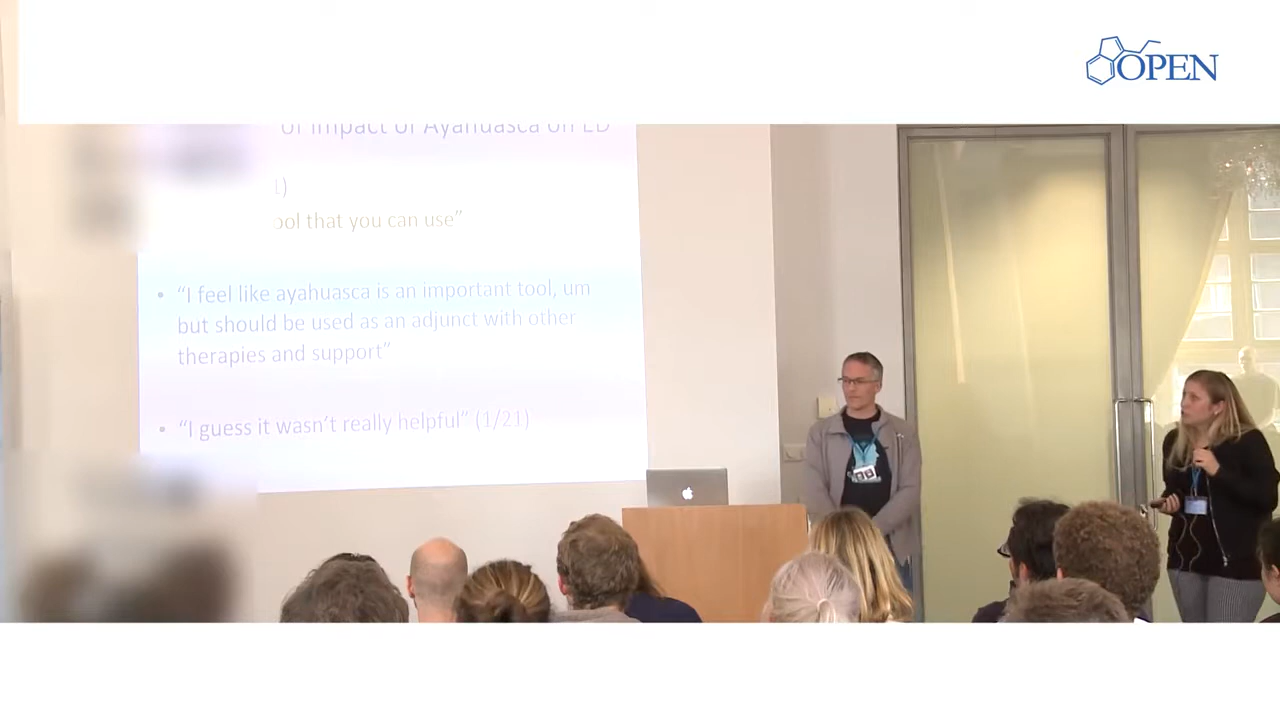 OPEN
of Impact of Ayahuasca on ED
1)
ool that you can use”
• “I feel like ayahuasca is an important tool, um
but should be used as an adjunct with other
therapies and support”
• “I guess it wasn’t really helpful” (1/21)